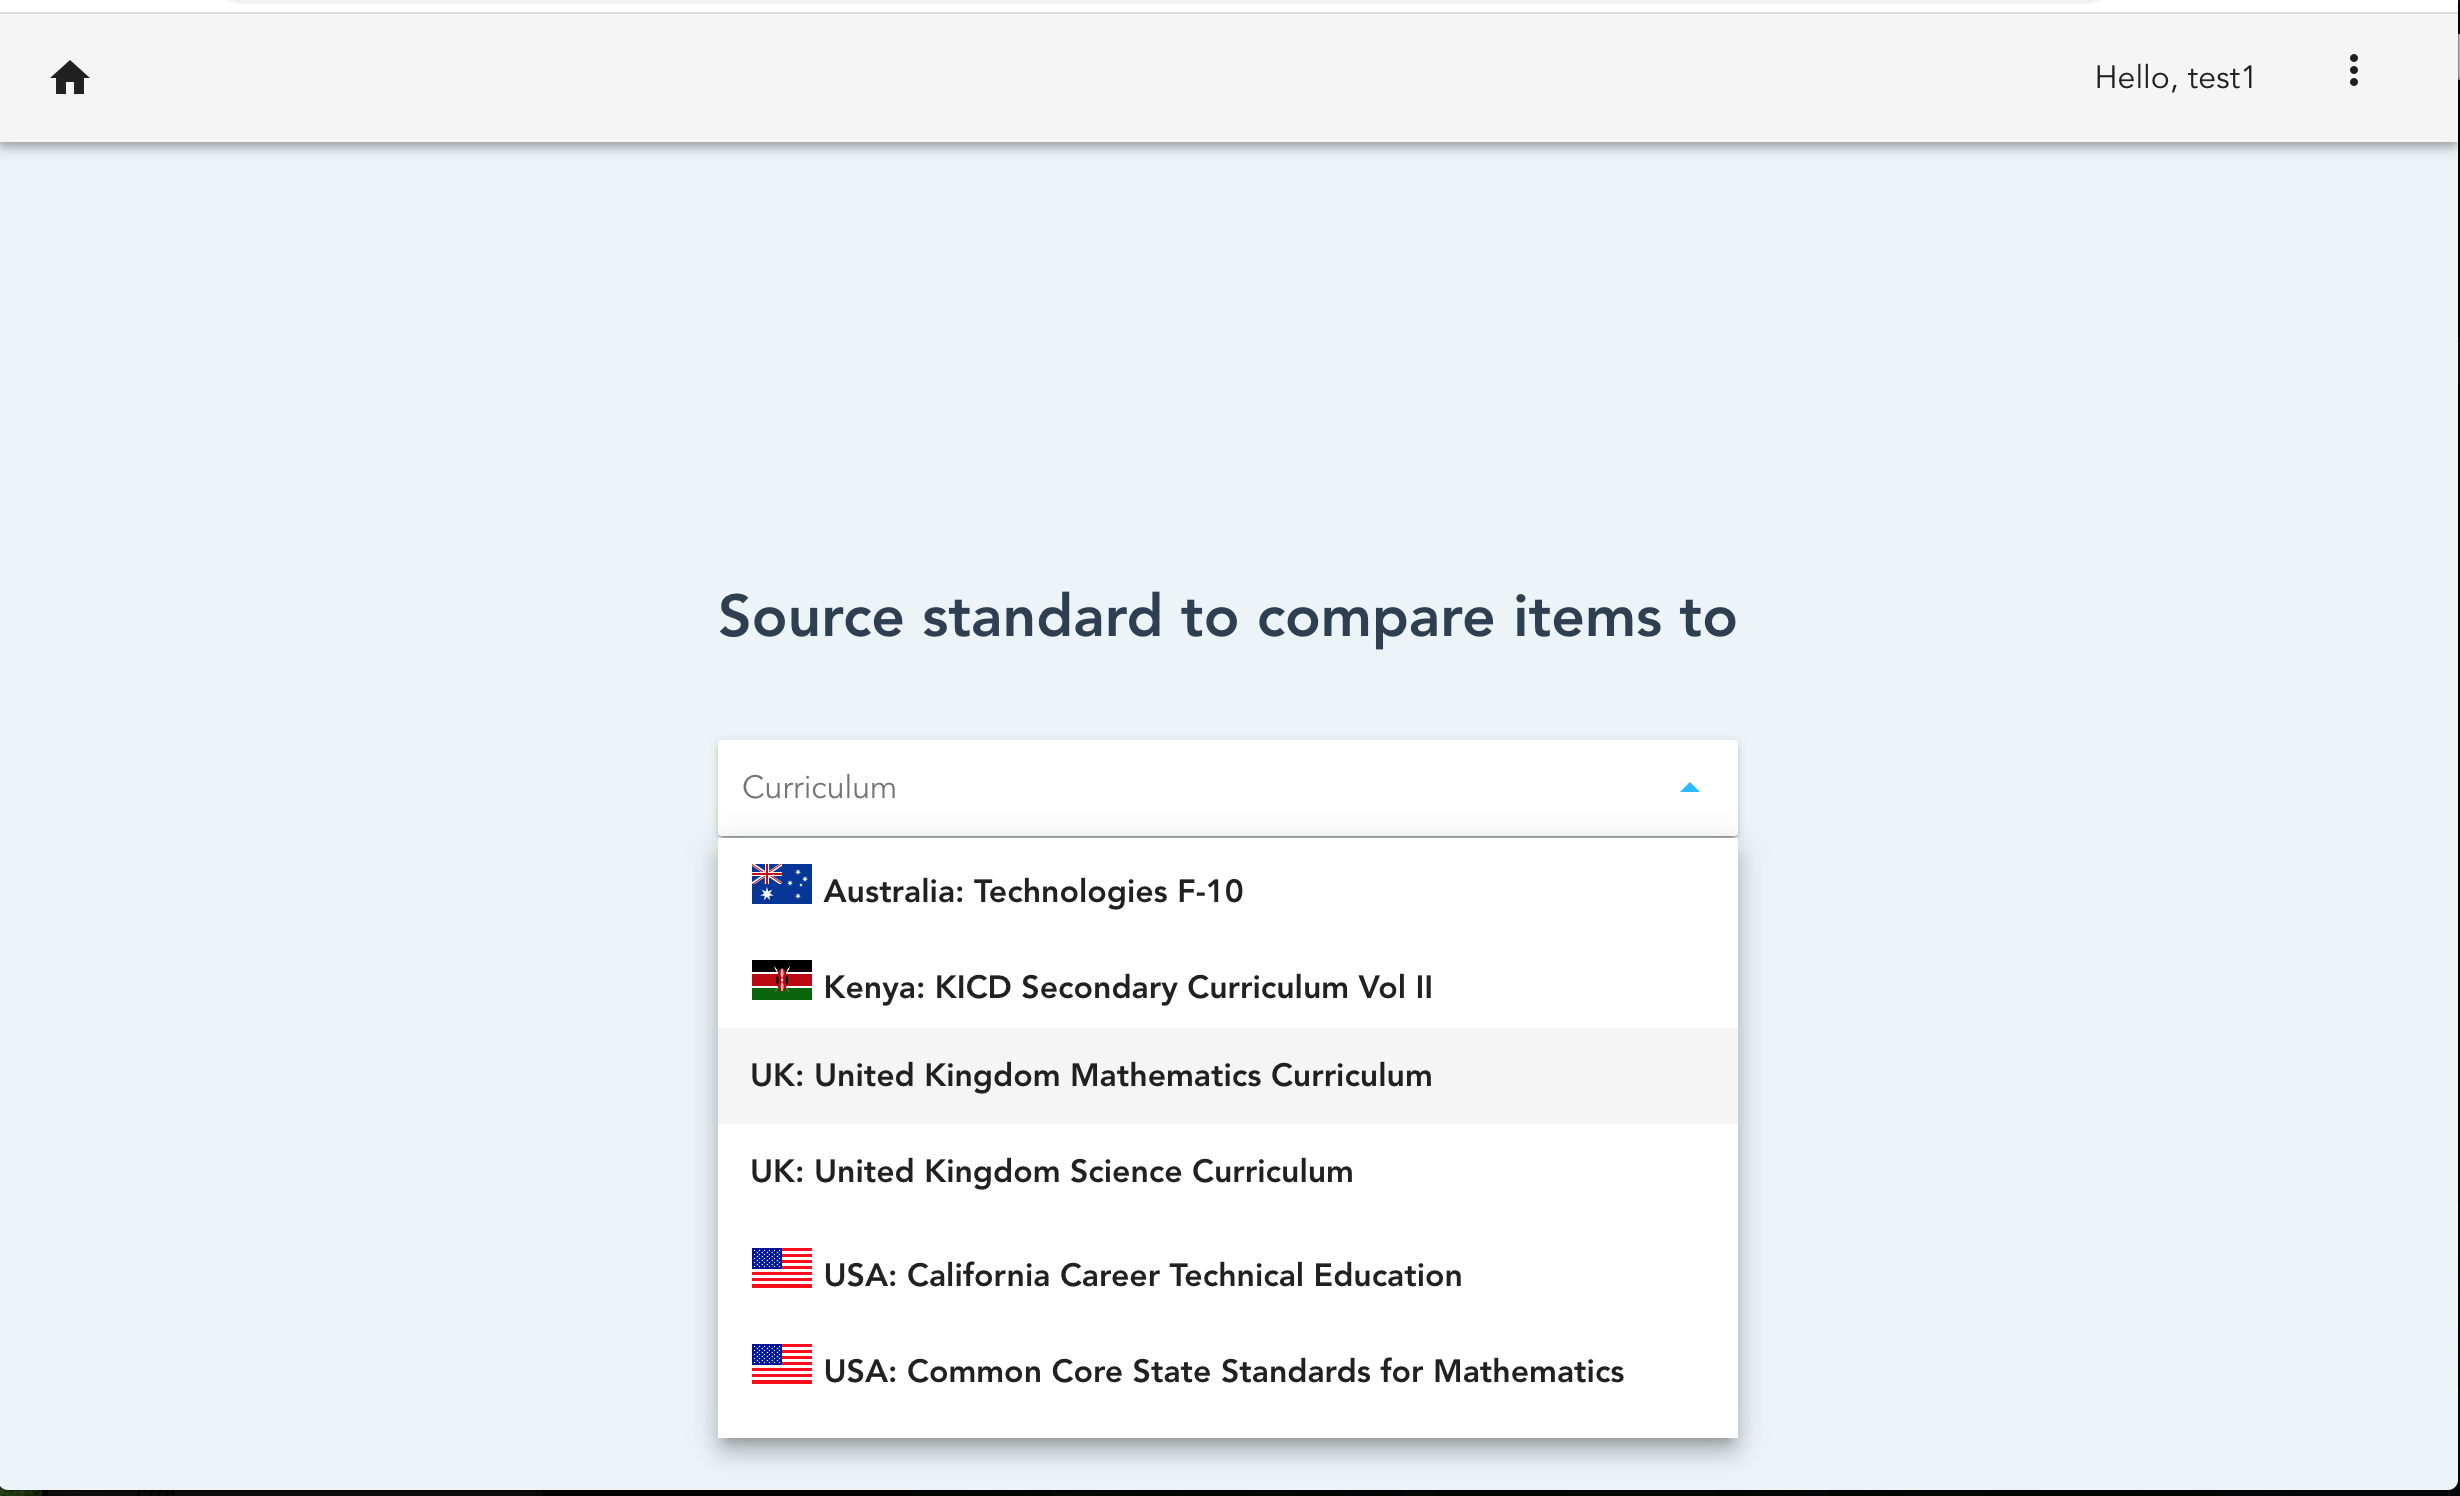 Hello, test1
Source standard to compare items to
Curriculum
Australia: Technologies F-10
Kenya: KICD Secondary Curriculum Vol II
UK: United Kingdom Mathematics Curriculum
UK: United Kingdom Science Curriculum
USA: California Career Technical Education
USA: Common Core State Standards for Mathematics